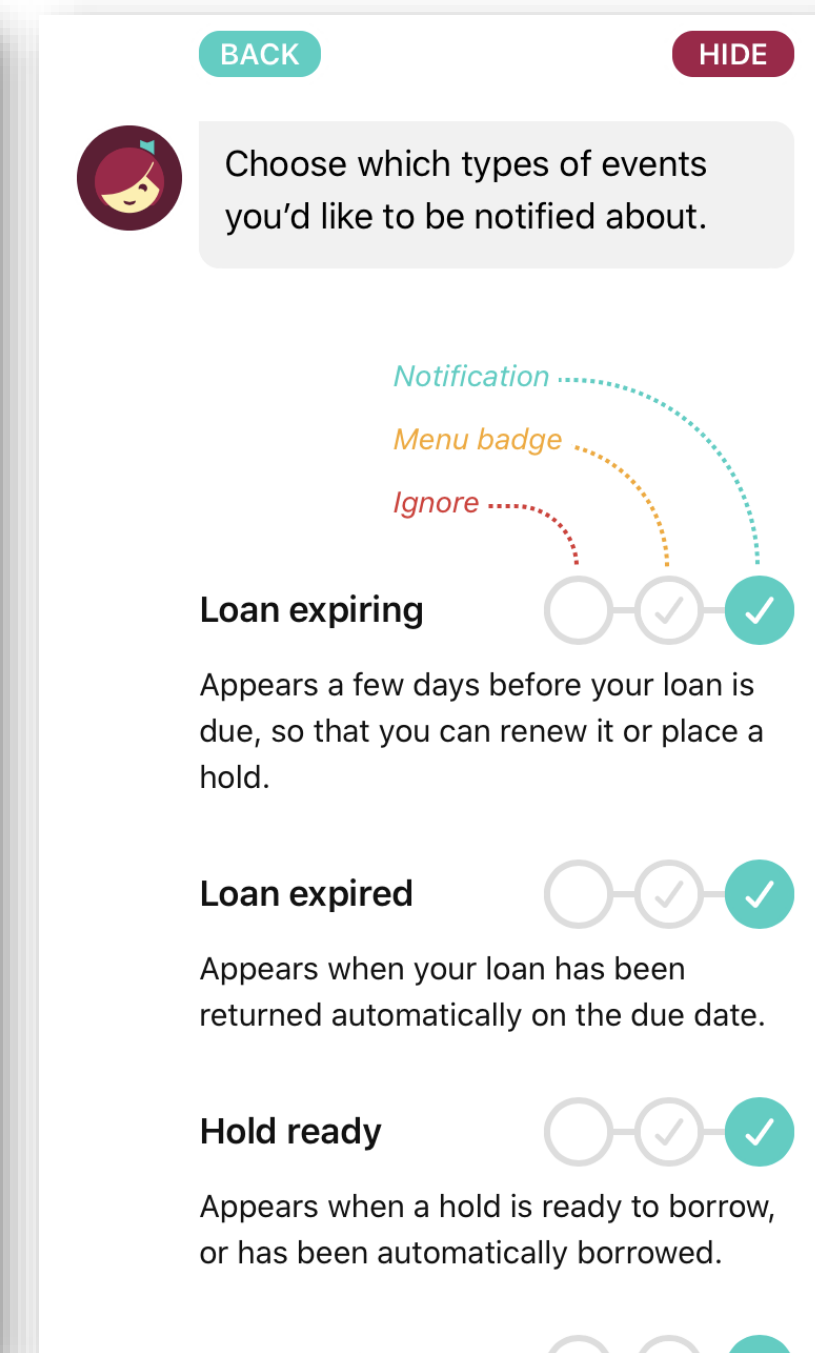 BACK
HIDE
Choose which types of events
you’d like to be notified about.
Notification
Menu badge
Ignore
Loan expiring
Appears a few days before your loan is
due, so that you can renew it or place a
hold.
Loan expired
Appears when your loan has been
returned automatically on the due date.
Hold ready
Appears when a hold is ready to borrow,
or has been automatically borrowed.